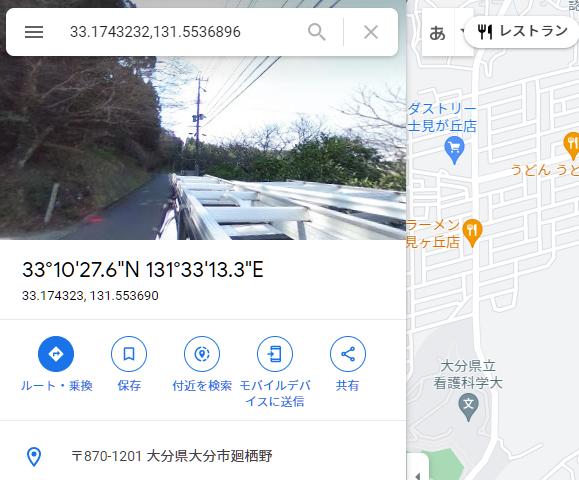 33.1743232,131.5536896
33°10'27.6"N 131°33'13.3"E
33.174323, 131.553690
ルート・乗換
保存
付近を検索
モバイルデバ
イスに送信
共有
〒870-1201 大分県大分市廻栖野
あ
レストラン
ダストリー
士見が丘店
うどん うど
ラーメン
見ヶ丘店
大分県立
看護科学大
文